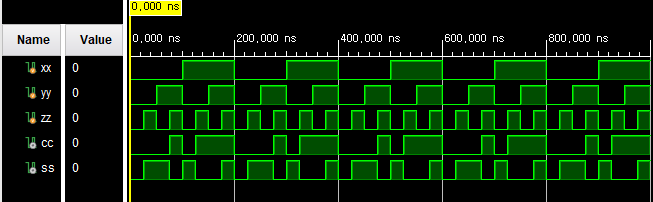 0,000 ns
0,000 ns 200,000 ns 400,000 ns 600,000 ns 800,000 ns
Name Value
xx 0
yy 0
zz 0
cc 0
ss 0